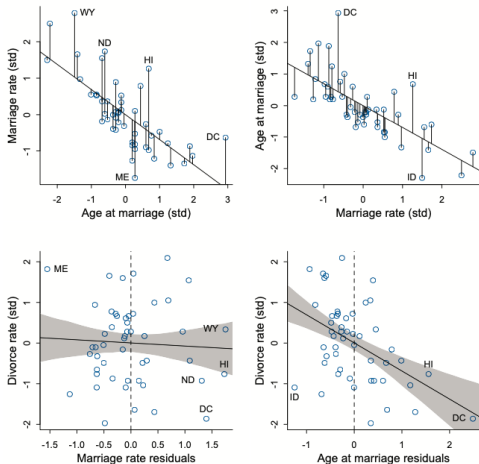 Marriage rate (std)
2
1
0
-1
WY
ND
HI
DC
ME
-2 -1 0 1 2 3
Age at marriage (std)
Age at marriage (std)
3
2
1
0
-1
-2
DC
HI
ID
-1 0 1 2
Marriage rate (std)
Divorce rate (std)
2
1
0
-1
-2
ME
WY
HI
ND
DC
-1.5 -1.0 -0.5 0.0 0.5 1.0 1.5
Marriage rate residuals
Divorce rate (std)
2
1
0
-1
-2
HI
ID
DC
-1 0 1 2
Age at marriage residuals